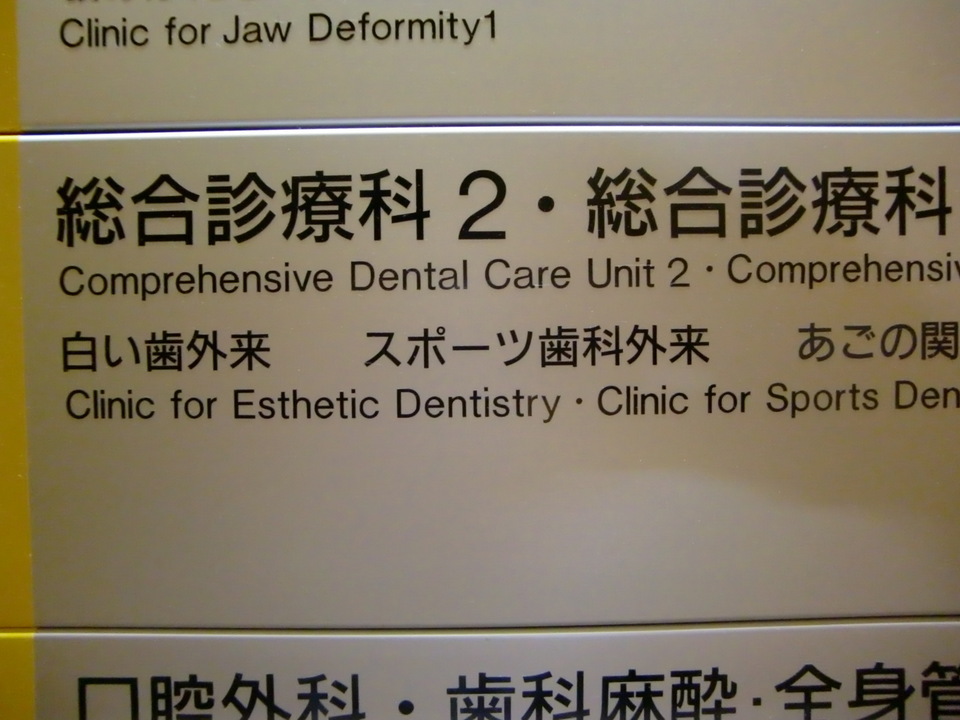 Clinic for Jaw Deformity1
総合診療科 2・総合診療科
Comprehensive Dental Care Unit 2・Comprehensiv
白い歯外来 スポーツ歯科外来 あごの関
Clinic for Esthetic Dentistry・Clinic for Sports Den
口腔外科・歯科麻酔・全身管